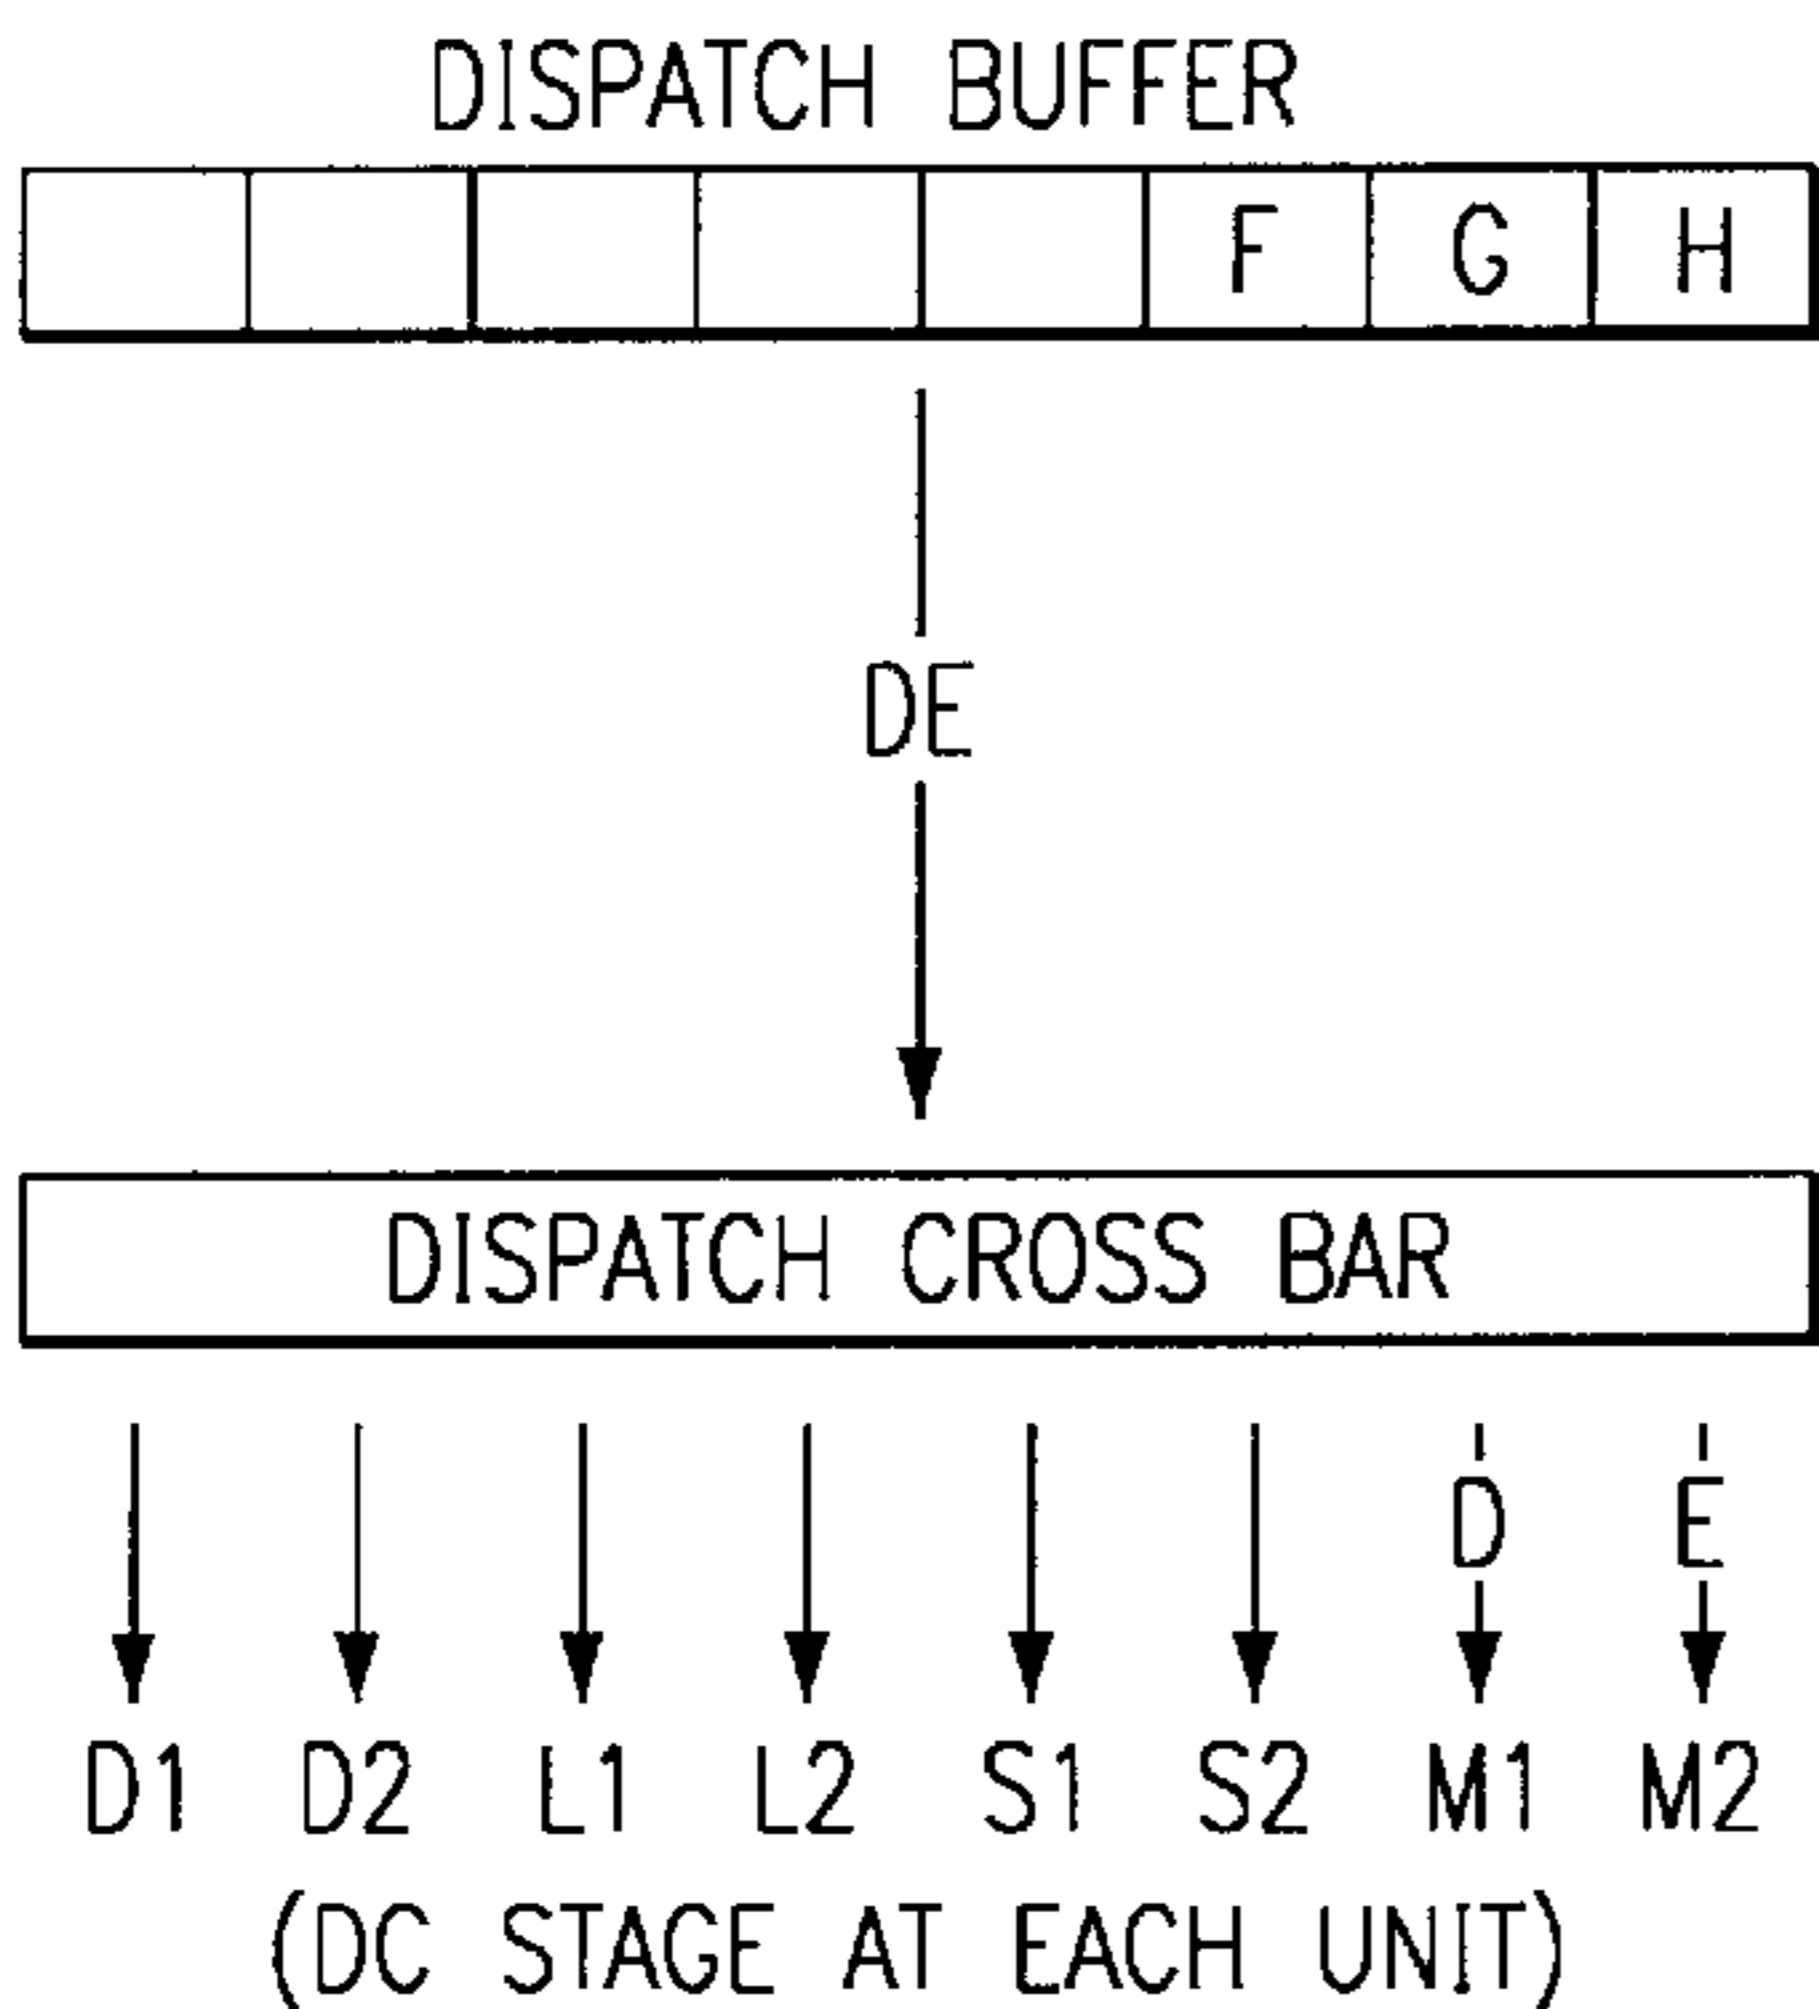 DISPATCH BUFFER
F G H
DE
DISPATCH CROSS BAR
D E
D1 D2 L1 L2 S1 S2 M1 M2
(DC STAGE AT EACH UNIT)